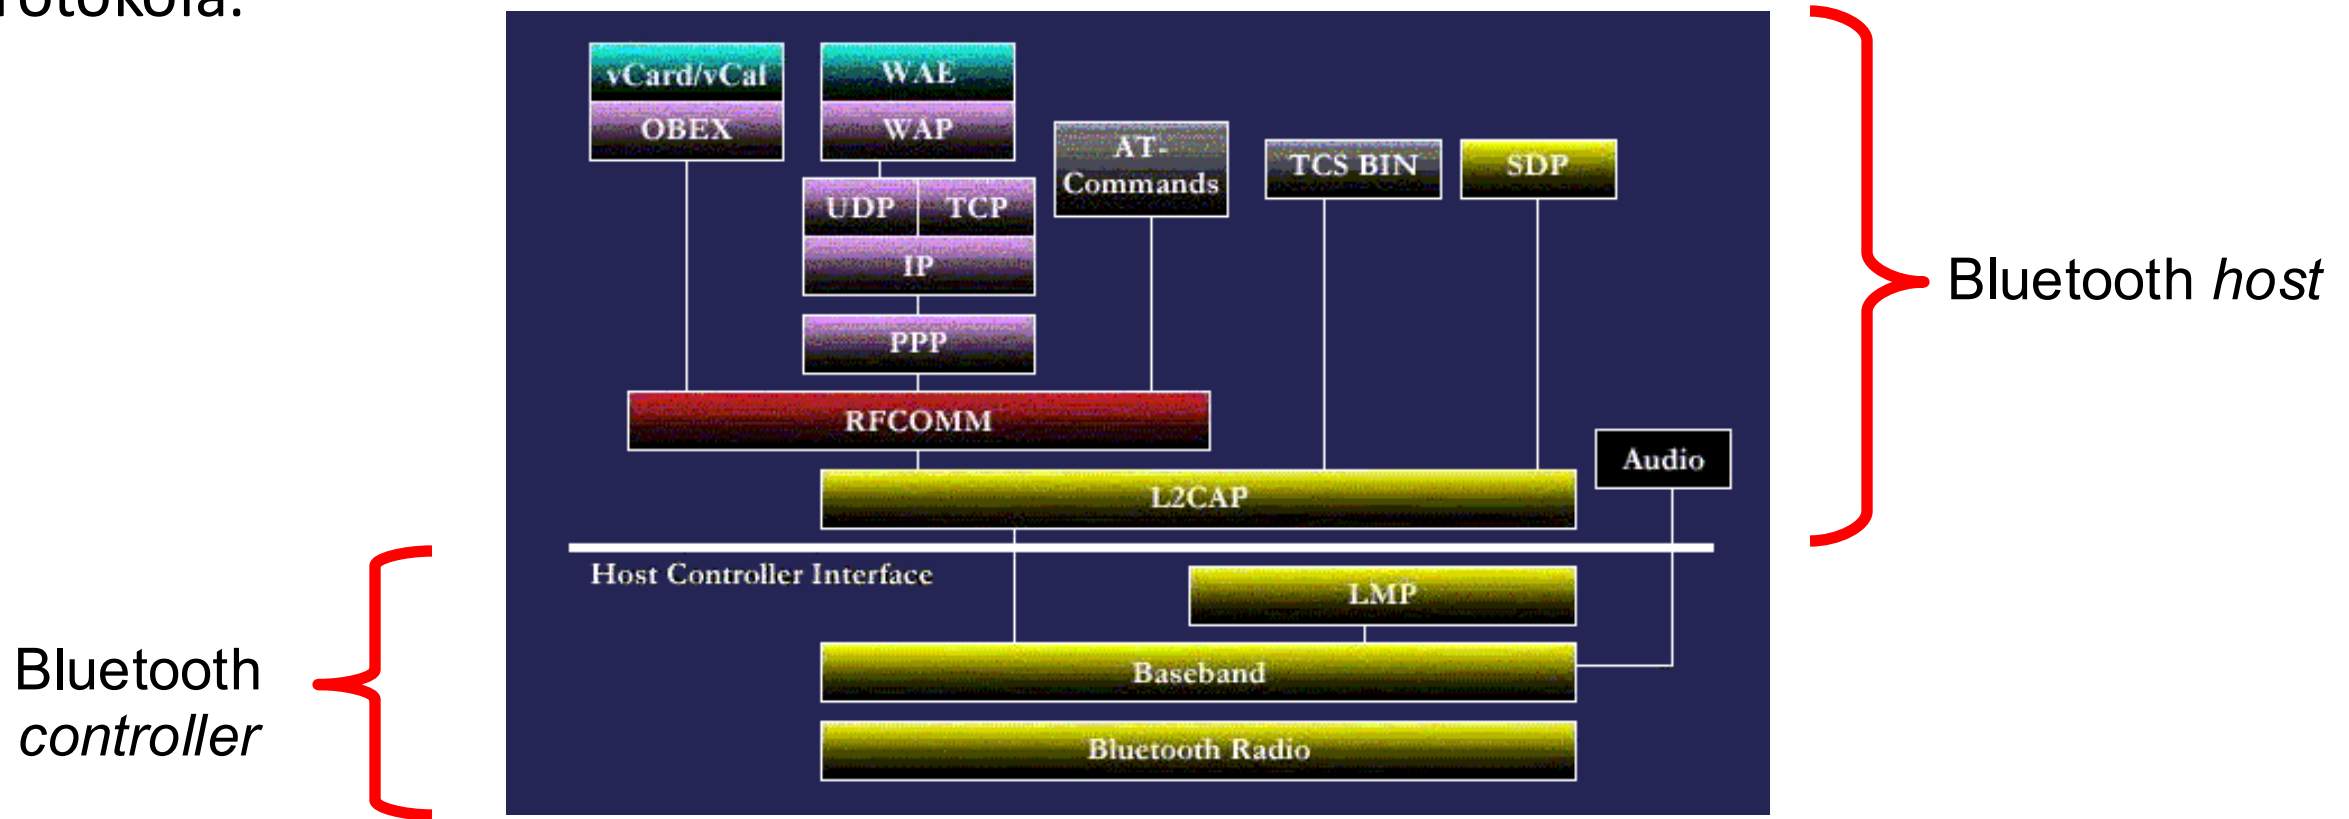 rotokola:
vCard/vCal
OBEX
WAE
WAP
AT-
Commands
TCS BIN
SDP
UDP TCP
IP
PPP
RFCOMM
Audio
L2CAP
Host Controller Interface
LMP
Baseband
Bluetooth Radio
Bluetooth host
Bluetooth
controller